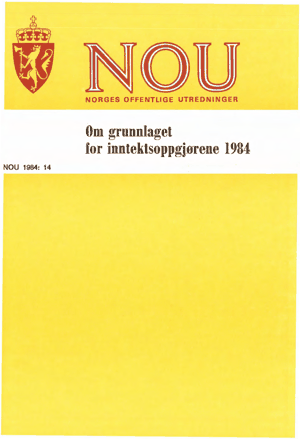 NOU
NORGES OFFENTLIGE UTREDNINGER
Om grunnlaget
for inntektsoppgjørene 1984
NOU 1984: 14